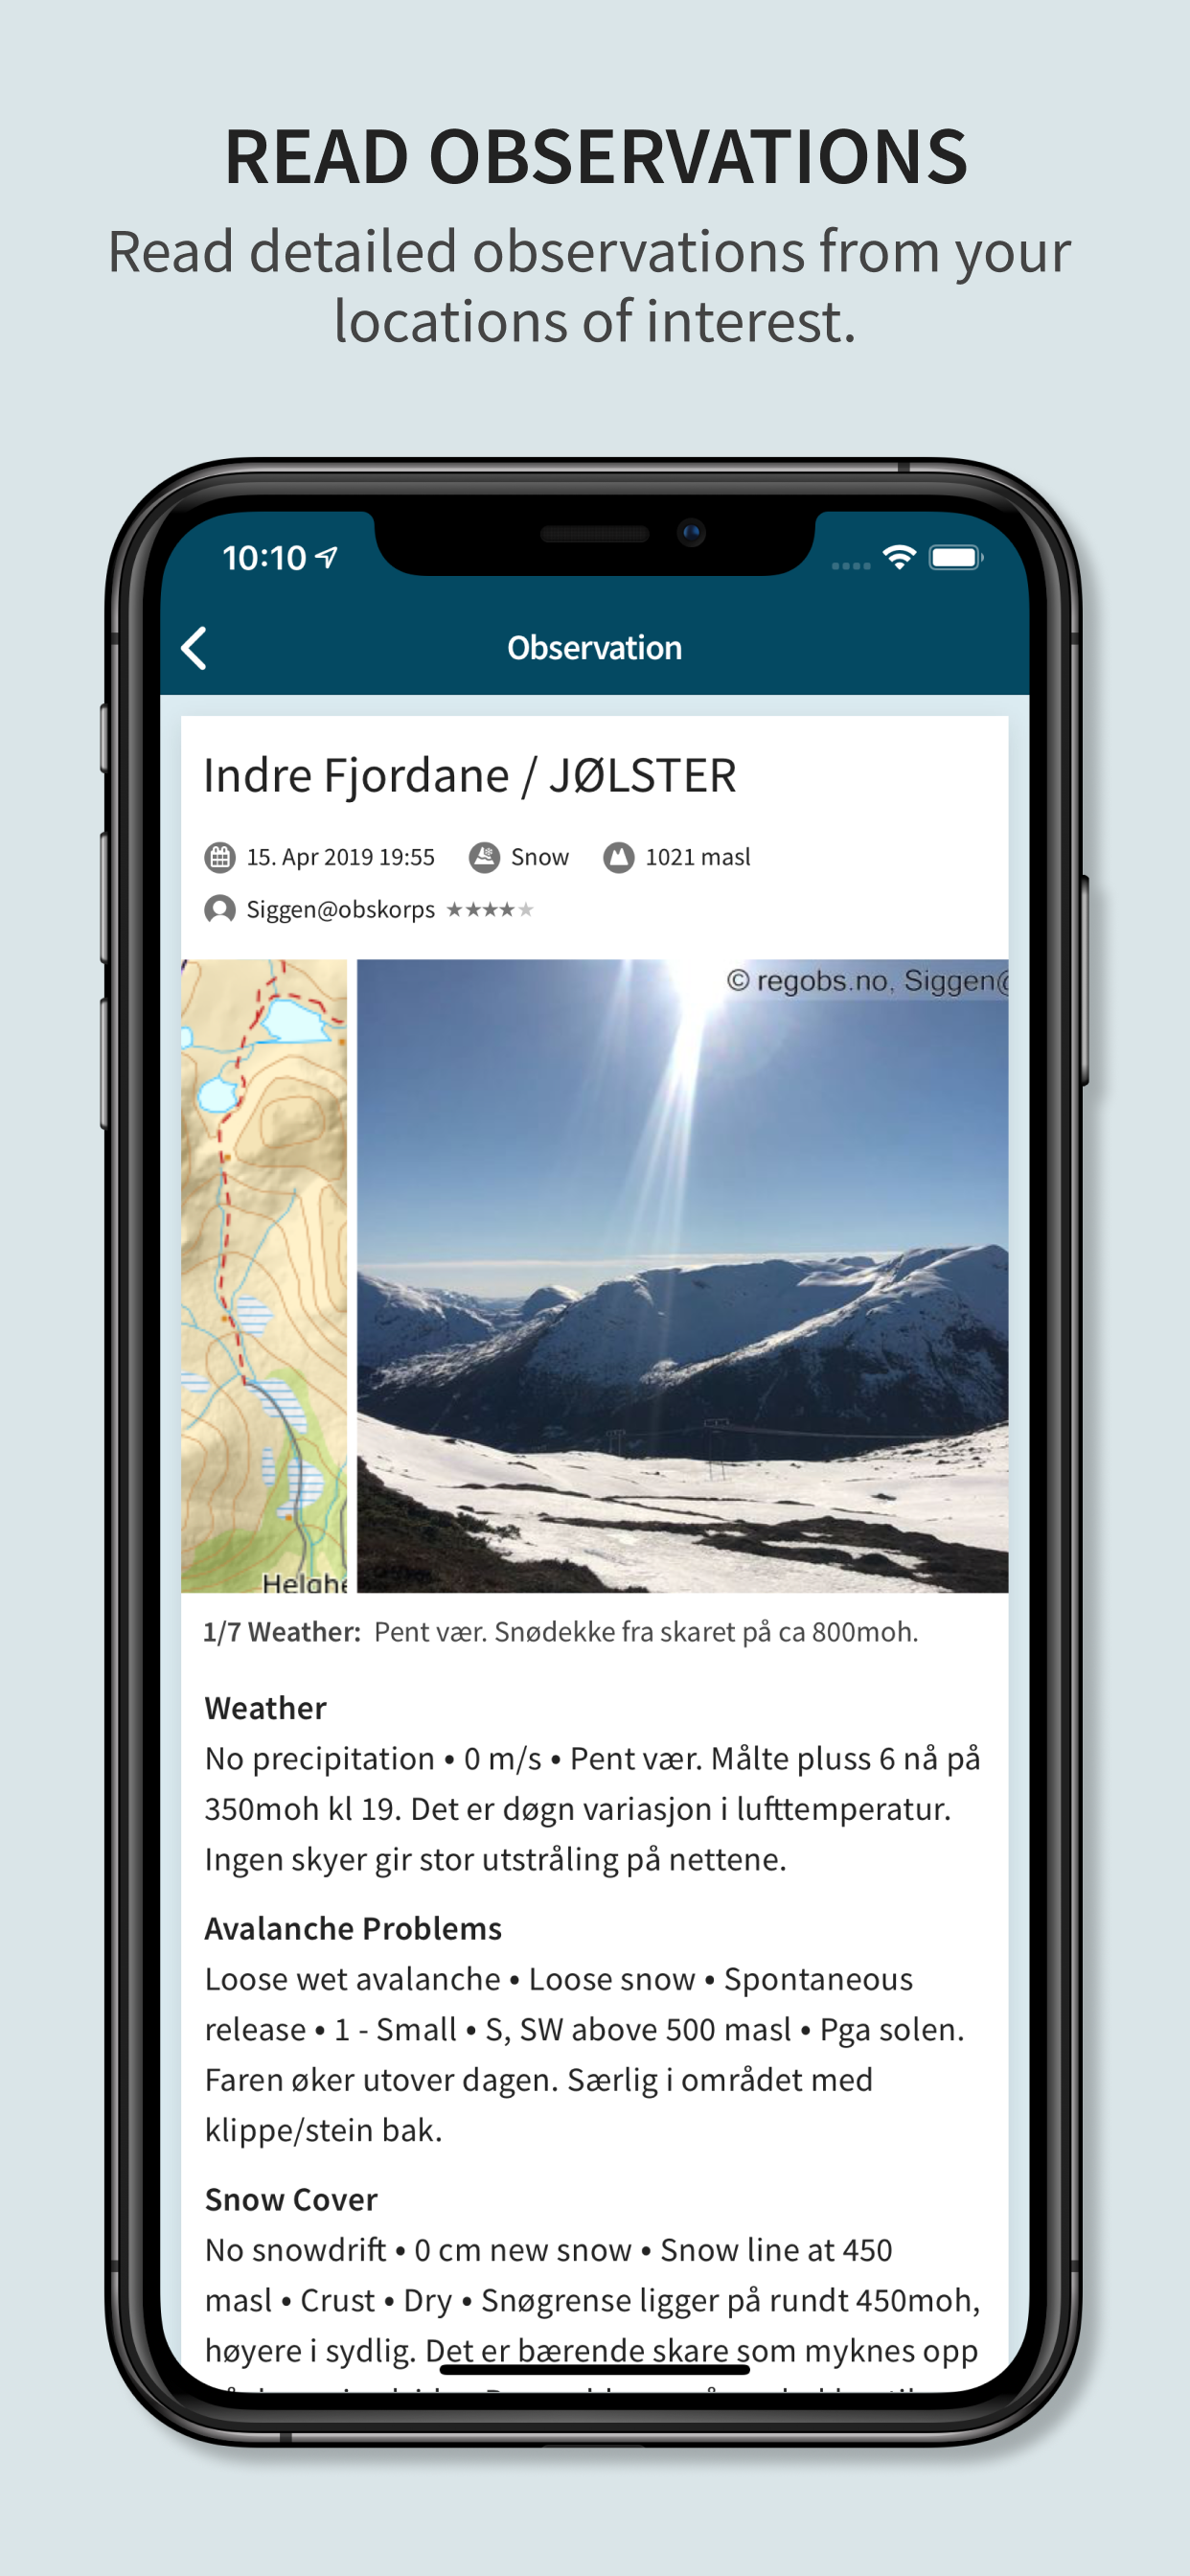 READ OBSERVATIONS
Read detailed observations from your
locations of interest.
10:10
Observation
Indre Fjordane / JØLSTER
15. Apr 2019 19:55 Snow 1021 masl
Siggen@obskorps ★★★★★
© regobs.no, Siggen@
Helghe
1/7 Weather: Pent vær. Snødekke fra skaret på ca 800moh.
Weather
No precipitation • 0 m/s • Pent vær. Målte pluss 6 nå på
350moh kl 19. Det er døgn variasjon i lufttemperatur.
Ingen skyer gir stor utstråling på nettene.
Avalanche Problems
Loose wet avalanche • Loose snow • Spontaneous
release • 1 - Small • S, SW above 500 masl • Pga solen.
Faren øker utover dagen. Særlig i området med
klippe/stein bak.
Snow Cover
No snowdrift • 0 cm new snow • Snow line at 450
masl • Crust • Dry • Snøgrense ligger på rundt 450moh,
høyere i sydlig. Det er bærende skare som myknes opp